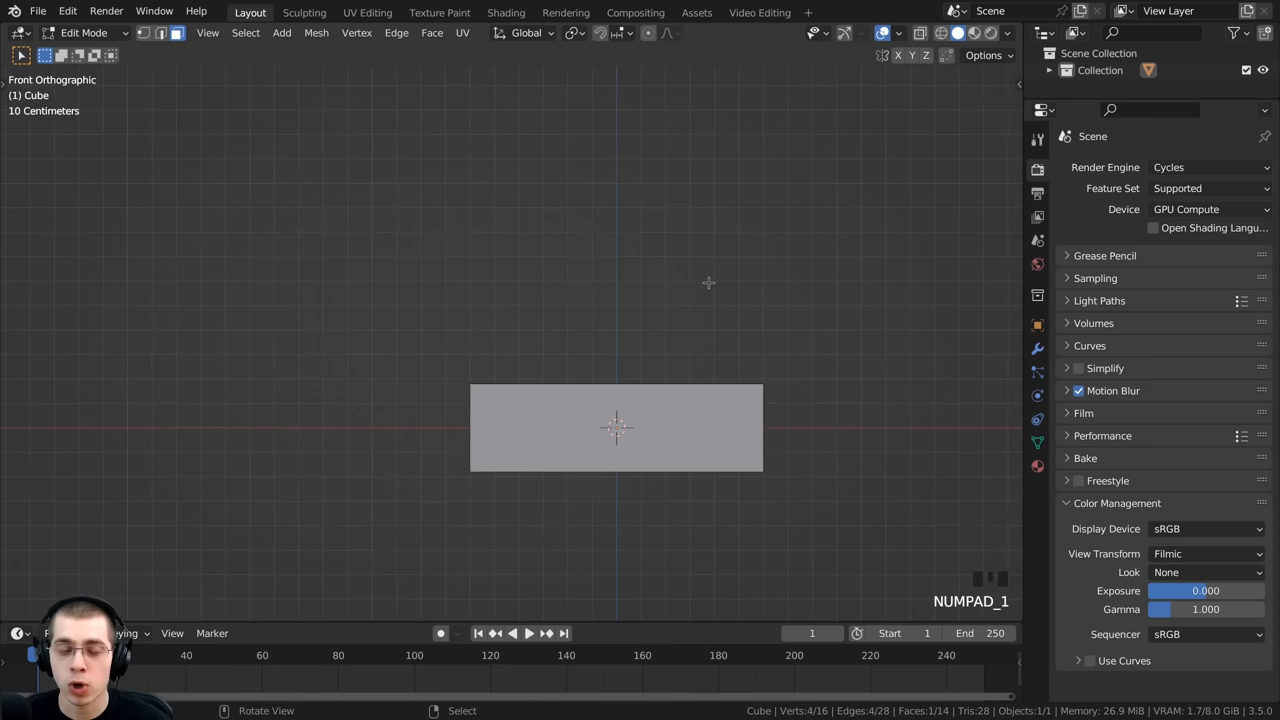 File Edit Render Window Help Layout Sculpting UV Editing Texture Paint Shading Rendering Compositing Assets Video Editing + Scene View Layer
Edit Mode View Select Add Mesh Vertex Edge Face UV Global
X Y Z Options
Scene Collection
Collection
Front Orthographic
(1) Cube
10 Centimeters
Scene
Render Engine Cycles
Feature Set Supported
Device GPU Compute
Open Shading Langu...
Grease Pencil
Sampling
Light Paths
Volumes
Curves
Simplify
Motion Blur
Film
Performance
Bake
Freestyle
Color Management
Display Device sRGB
View Transform Filmic
Look None
Exposure 0.000
Gamma 1.000
Sequencer sRGB
Use Curves
NUMPAD_1
View Marker 1 Start 1 End 250
40 60 80 100 120 140 160 180 200 220 240
Rotate View Select Cube | Verts:4/16 | Edges:4/28 | Faces:1/14 | Tris:28 | Objects:1/1 | Memory: 26.9 MiB | VRAM: 1.7/8.0 GiB | 3.5.0